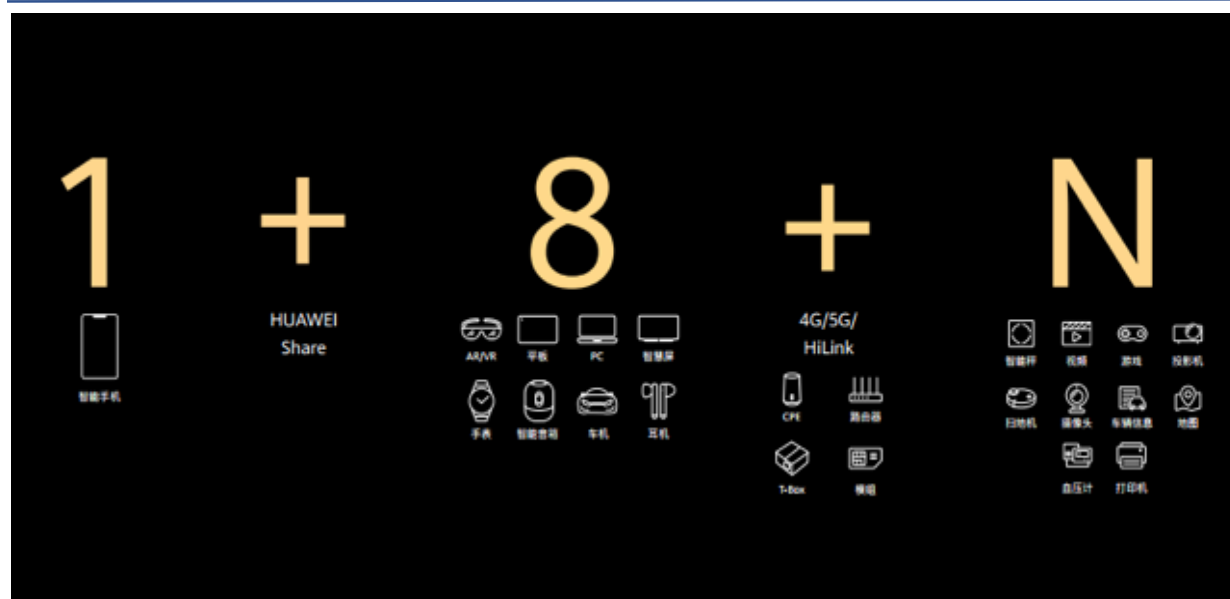 1 + 8 + N
HUAWEI
Share
4G/5G/
HiLink
智能手机
AR/VR 平板 PC 智慧屏
手表 智能音箱 车机 耳机
CPE 路由器
T-Box 模组
智能秤 视频 游戏 投影机
扫地机 摄像头 车辆信息 地图
血压计 打印机